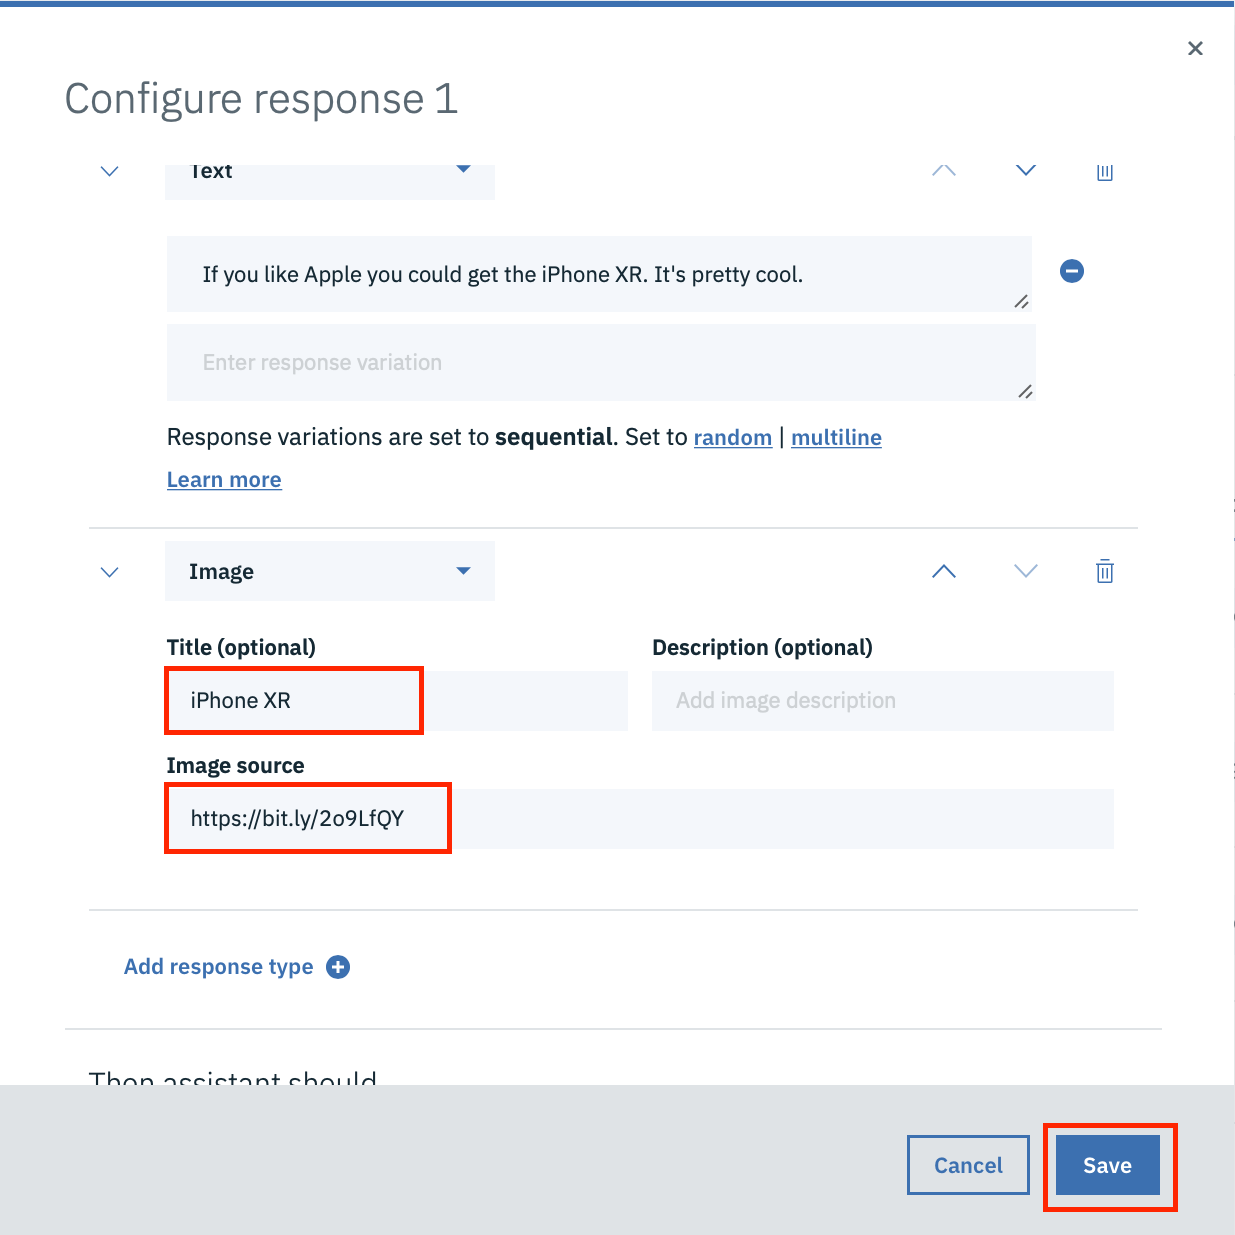 Configure response 1
Text
If you like Apple you could get the iPhone XR. It's pretty cool.
Enter response variation
Response variations are set to sequential. Set to random | multiline
Learn more
Image
Title (optional)
Description (optional)
iPhone XR
Add image description
Image source
https://bit.ly/2o9LfQY
Add response type
Then assistant should
Cancel
Save